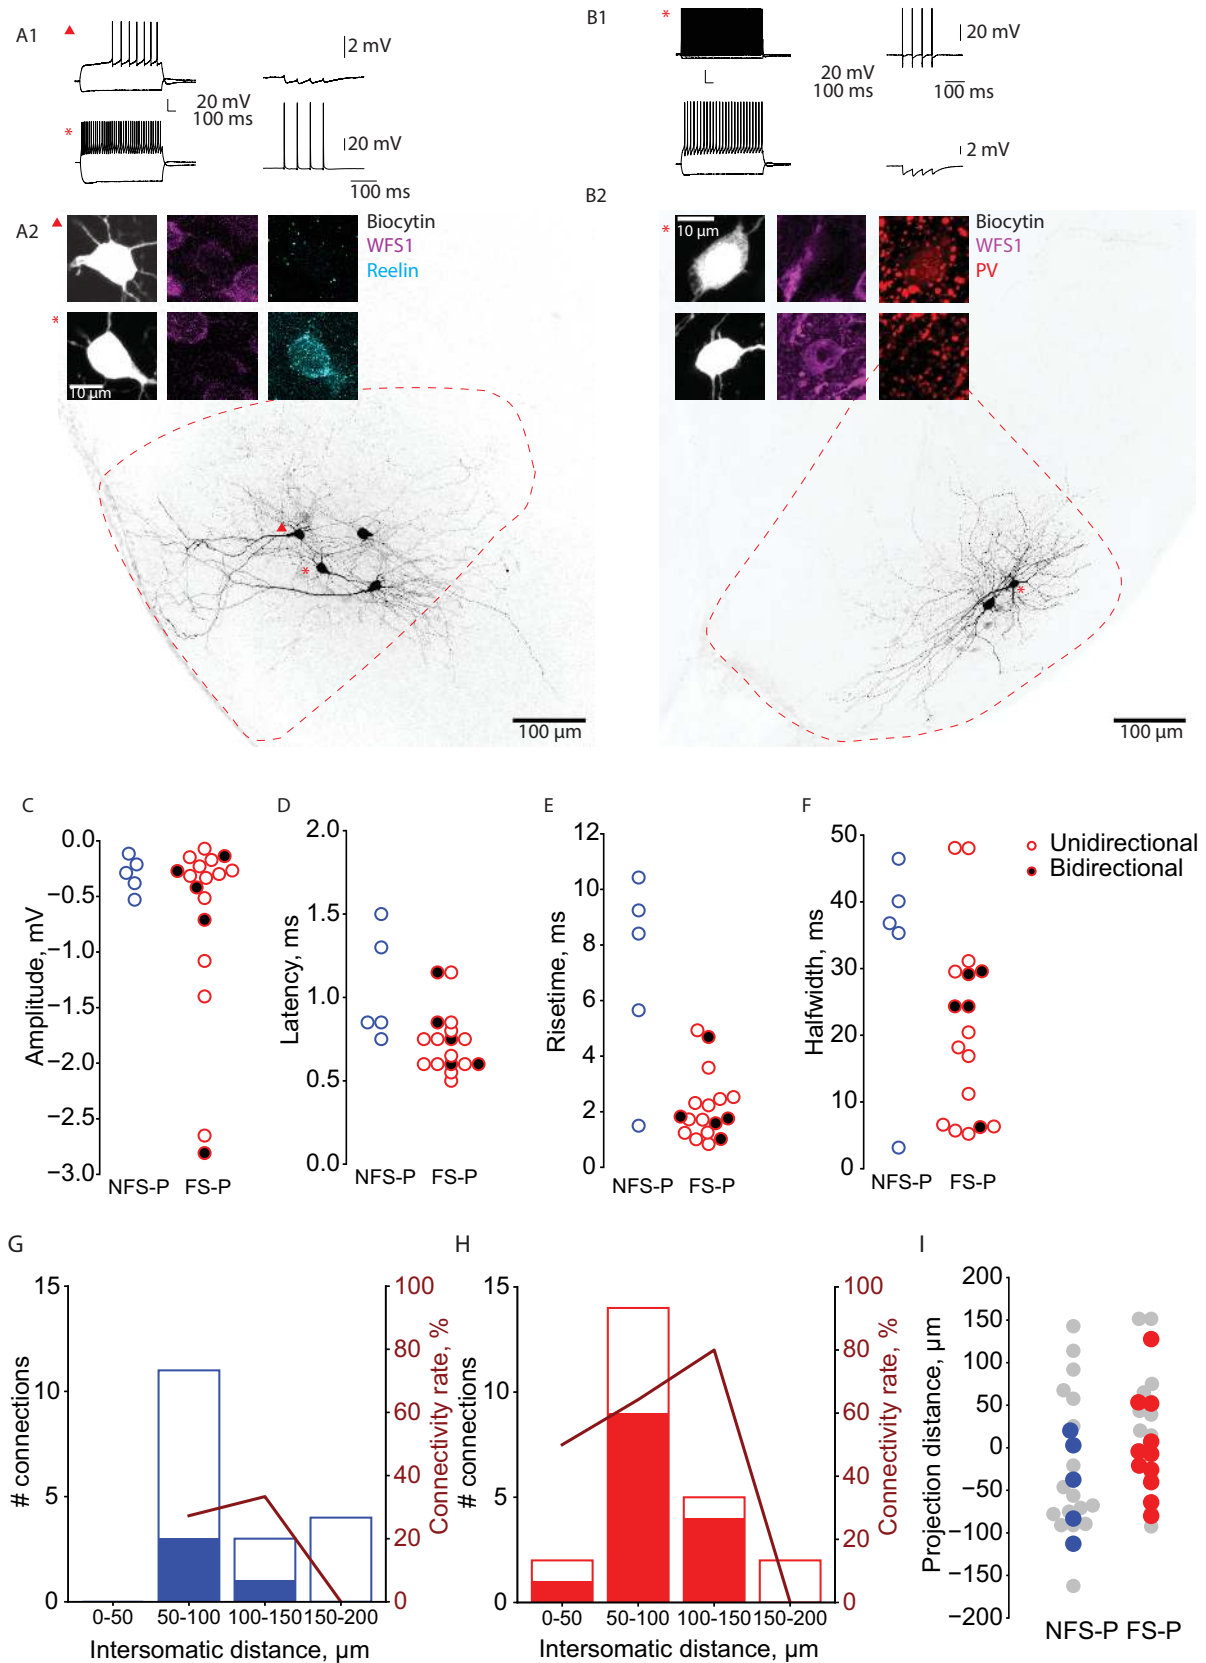 A1
2 mV
20 mV
100 ms
*
20 mV
100 ms
B1
*
20 mV
20 mV
100 ms
100 ms
2 mV
A2
Biocytin
WFS1
Reelin
*
10 µm
*
100 µm
B2
*
10 µm
Biocytin
WFS1
PV
*
100 µm
C
0.0
−0.5
−1.0
−1.5
−2.0
−2.5
−3.0
Amplitude, mV
NFS-P FS-P
D
2.0
1.5
1.0
0.5
0.0
Latency, ms
NFS-P FS-P
E
12
10
8
6
4
2
0
Risetime, ms
NFS-P FS-P
F
50
40
30
20
10
0
Halfwidth, ms
NFS-P FS-P
Unidirectional
Bidirectional
G
15
10
5
0
# connections
100
80
60
40
20
0
Connectivity rate, %
0-50 50-100 100-150 150-200
Intersomatic distance, µm
H
15
10
5
0
# connections
100
80
60
40
20
0
Connectivity rate, %
0-50 50-100 100-150 150-200
Intersomatic distance, µm
I
200
150
100
50
0
−50
−100
−150
−200
Projection distance, µm
NFS-P FS-P